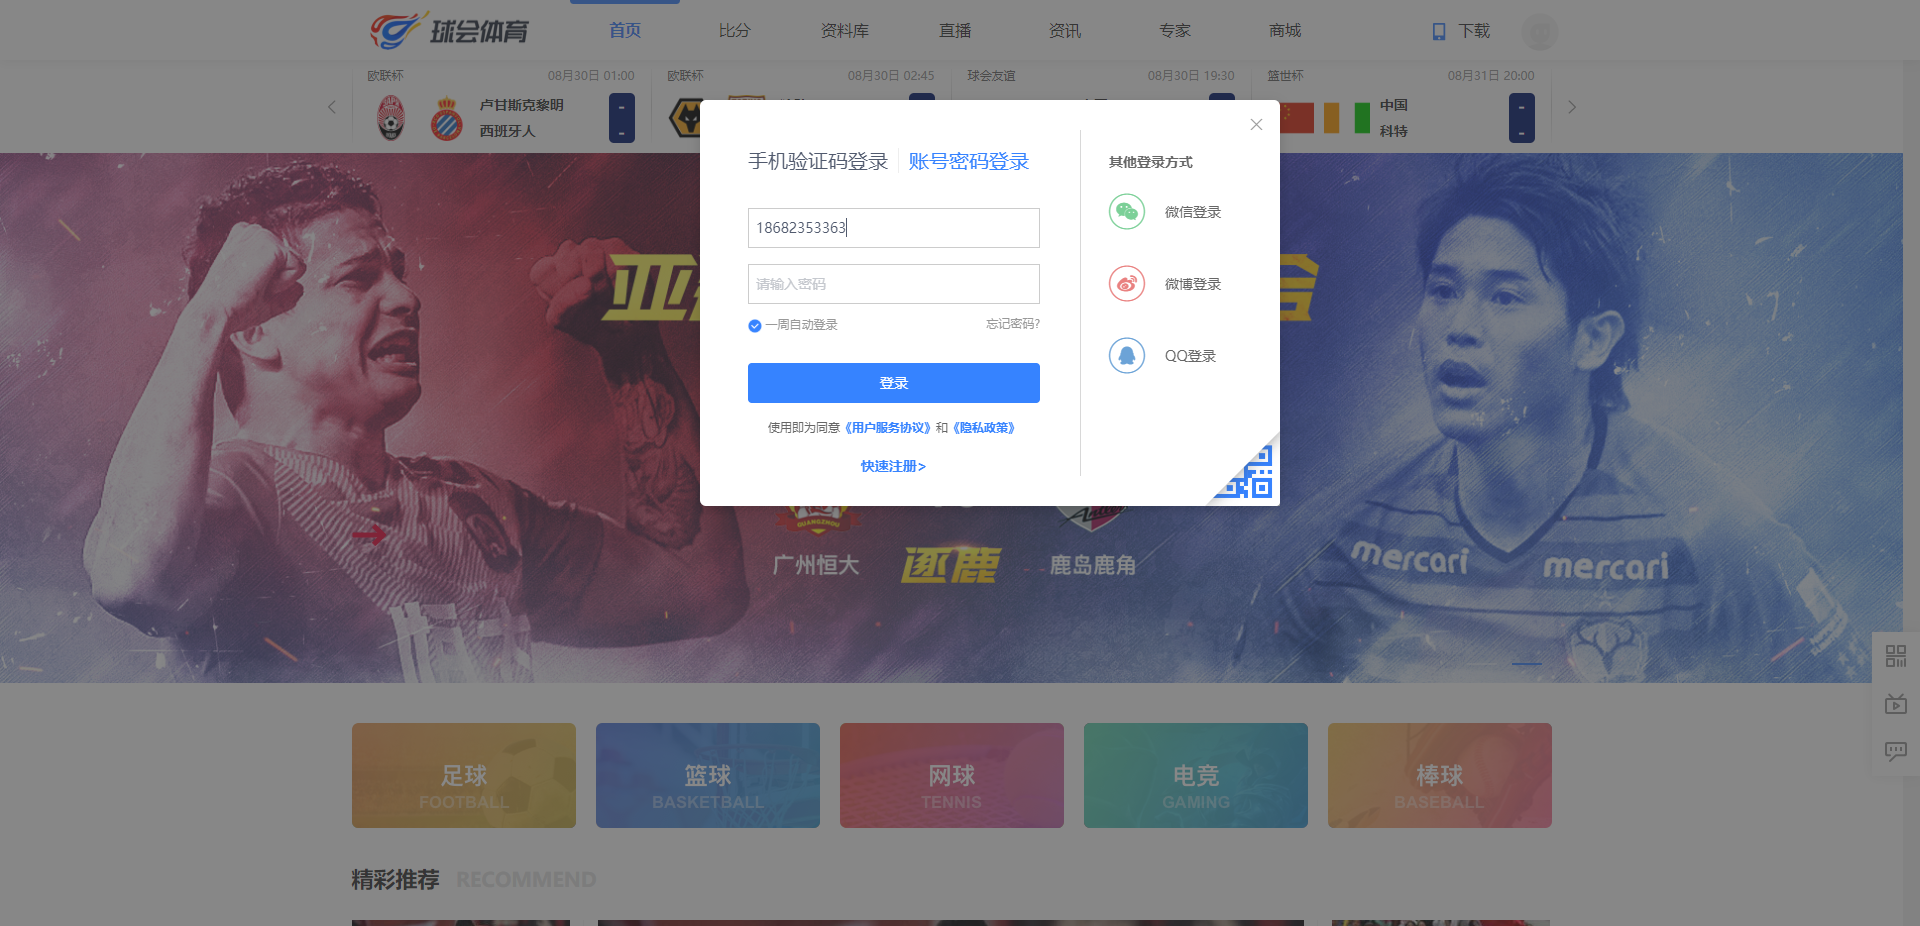 球会体育
首页
比分
资料库
直播
资讯
专家
商城
下载
欧联杯
08月30日 01:00
卢甘斯克黎明
西班牙人
-
-
欧联杯
08月30日 02:45
球会友谊
08月30日 19:30
篮世杯
08月31日 20:00
中国
科特
-
-
手机验证码登录
账号密码登录
18682353363
请输入密码
一周自动登录
忘记密码?
登录
使用即为同意《用户服务协议》和《隐私政策》
快速注册>
其他登录方式
微信登录
微博登录
QQ登录
亚
会
GUANGZHOU
广州恒大
逐鹿
鹿岛鹿角
mercari
mercari
足球
FOOTBALL
篮球
BASKETBALL
网球
TENNIS
电竞
GAMING
棒球
BASEBALL
精彩推荐
RECOMMEND